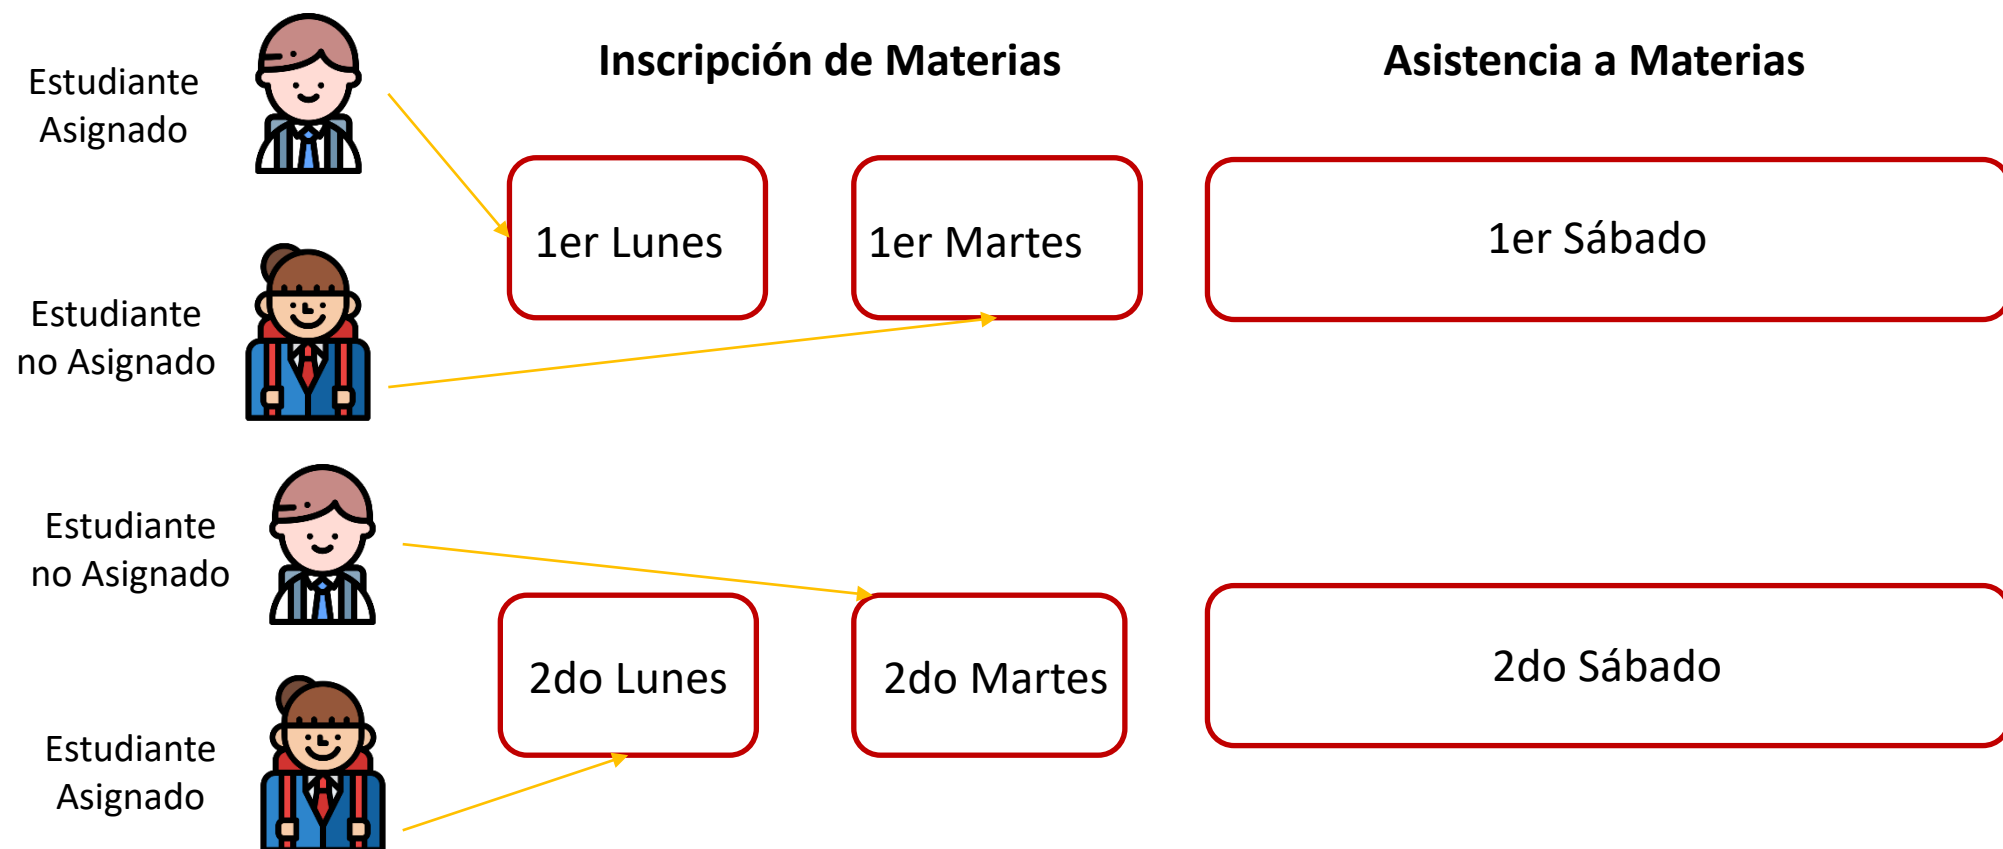 Inscripción de Materias
Asistencia a Materias
Estudiante
Asignado
1er Lunes
1er Martes
1er Sábado
Estudiante
no Asignado
Estudiante
no Asignado
2do Lunes
2do Martes
2do Sábado
Estudiante
Asignado